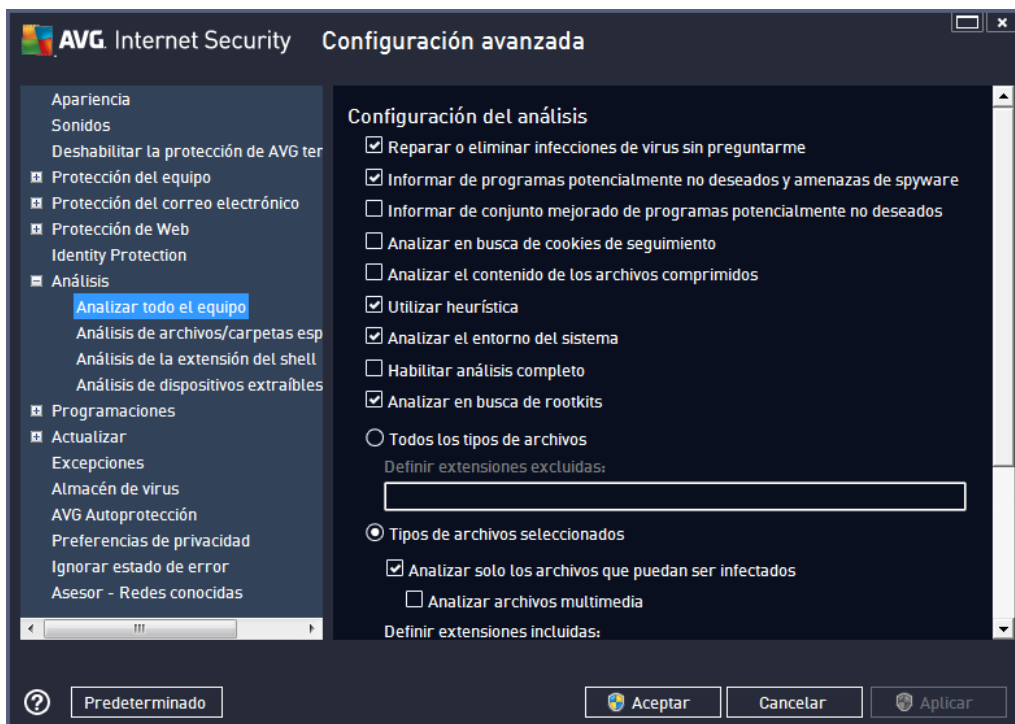 AVG. Internet Security Configuración avanzada
Apariencia
Sonidos
Deshabilitar la protección de AVG ter
Protección del equipo
Protección del correo electrónico
Protección de Web
Identity Protection
Análisis
Analizar todo el equipo
Análisis de archivos/carpetas esp
Análisis de la extensión del shell
Análisis de dispositivos extraíbles
Programaciones
Actualizar
Excepciones
Almacén de virus
AVG Autoprotección
Preferencias de privacidad
Ignorar estado de error
Asesor - Redes conocidas
Configuración del análisis
Reparar o eliminar infecciones de virus sin preguntarme
Informar de programas potencialmente no deseados y amenazas de spyware
Informar de conjunto mejorado de programas potencialmente no deseados
Analizar en busca de cookies de seguimiento
Analizar el contenido de los archivos comprimidos
Utilizar heurística
Analizar el entorno del sistema
Habilitar análisis completo
Analizar en busca de rootkits
Todos los tipos de archivos
Definir extensiones excluidas:
Tipos de archivos seleccionados
Analizar solo los archivos que puedan ser infectados
Analizar archivos multimedia
Definir extensiones incluidas:
? Predeterminado Aceptar Cancelar Aplicar